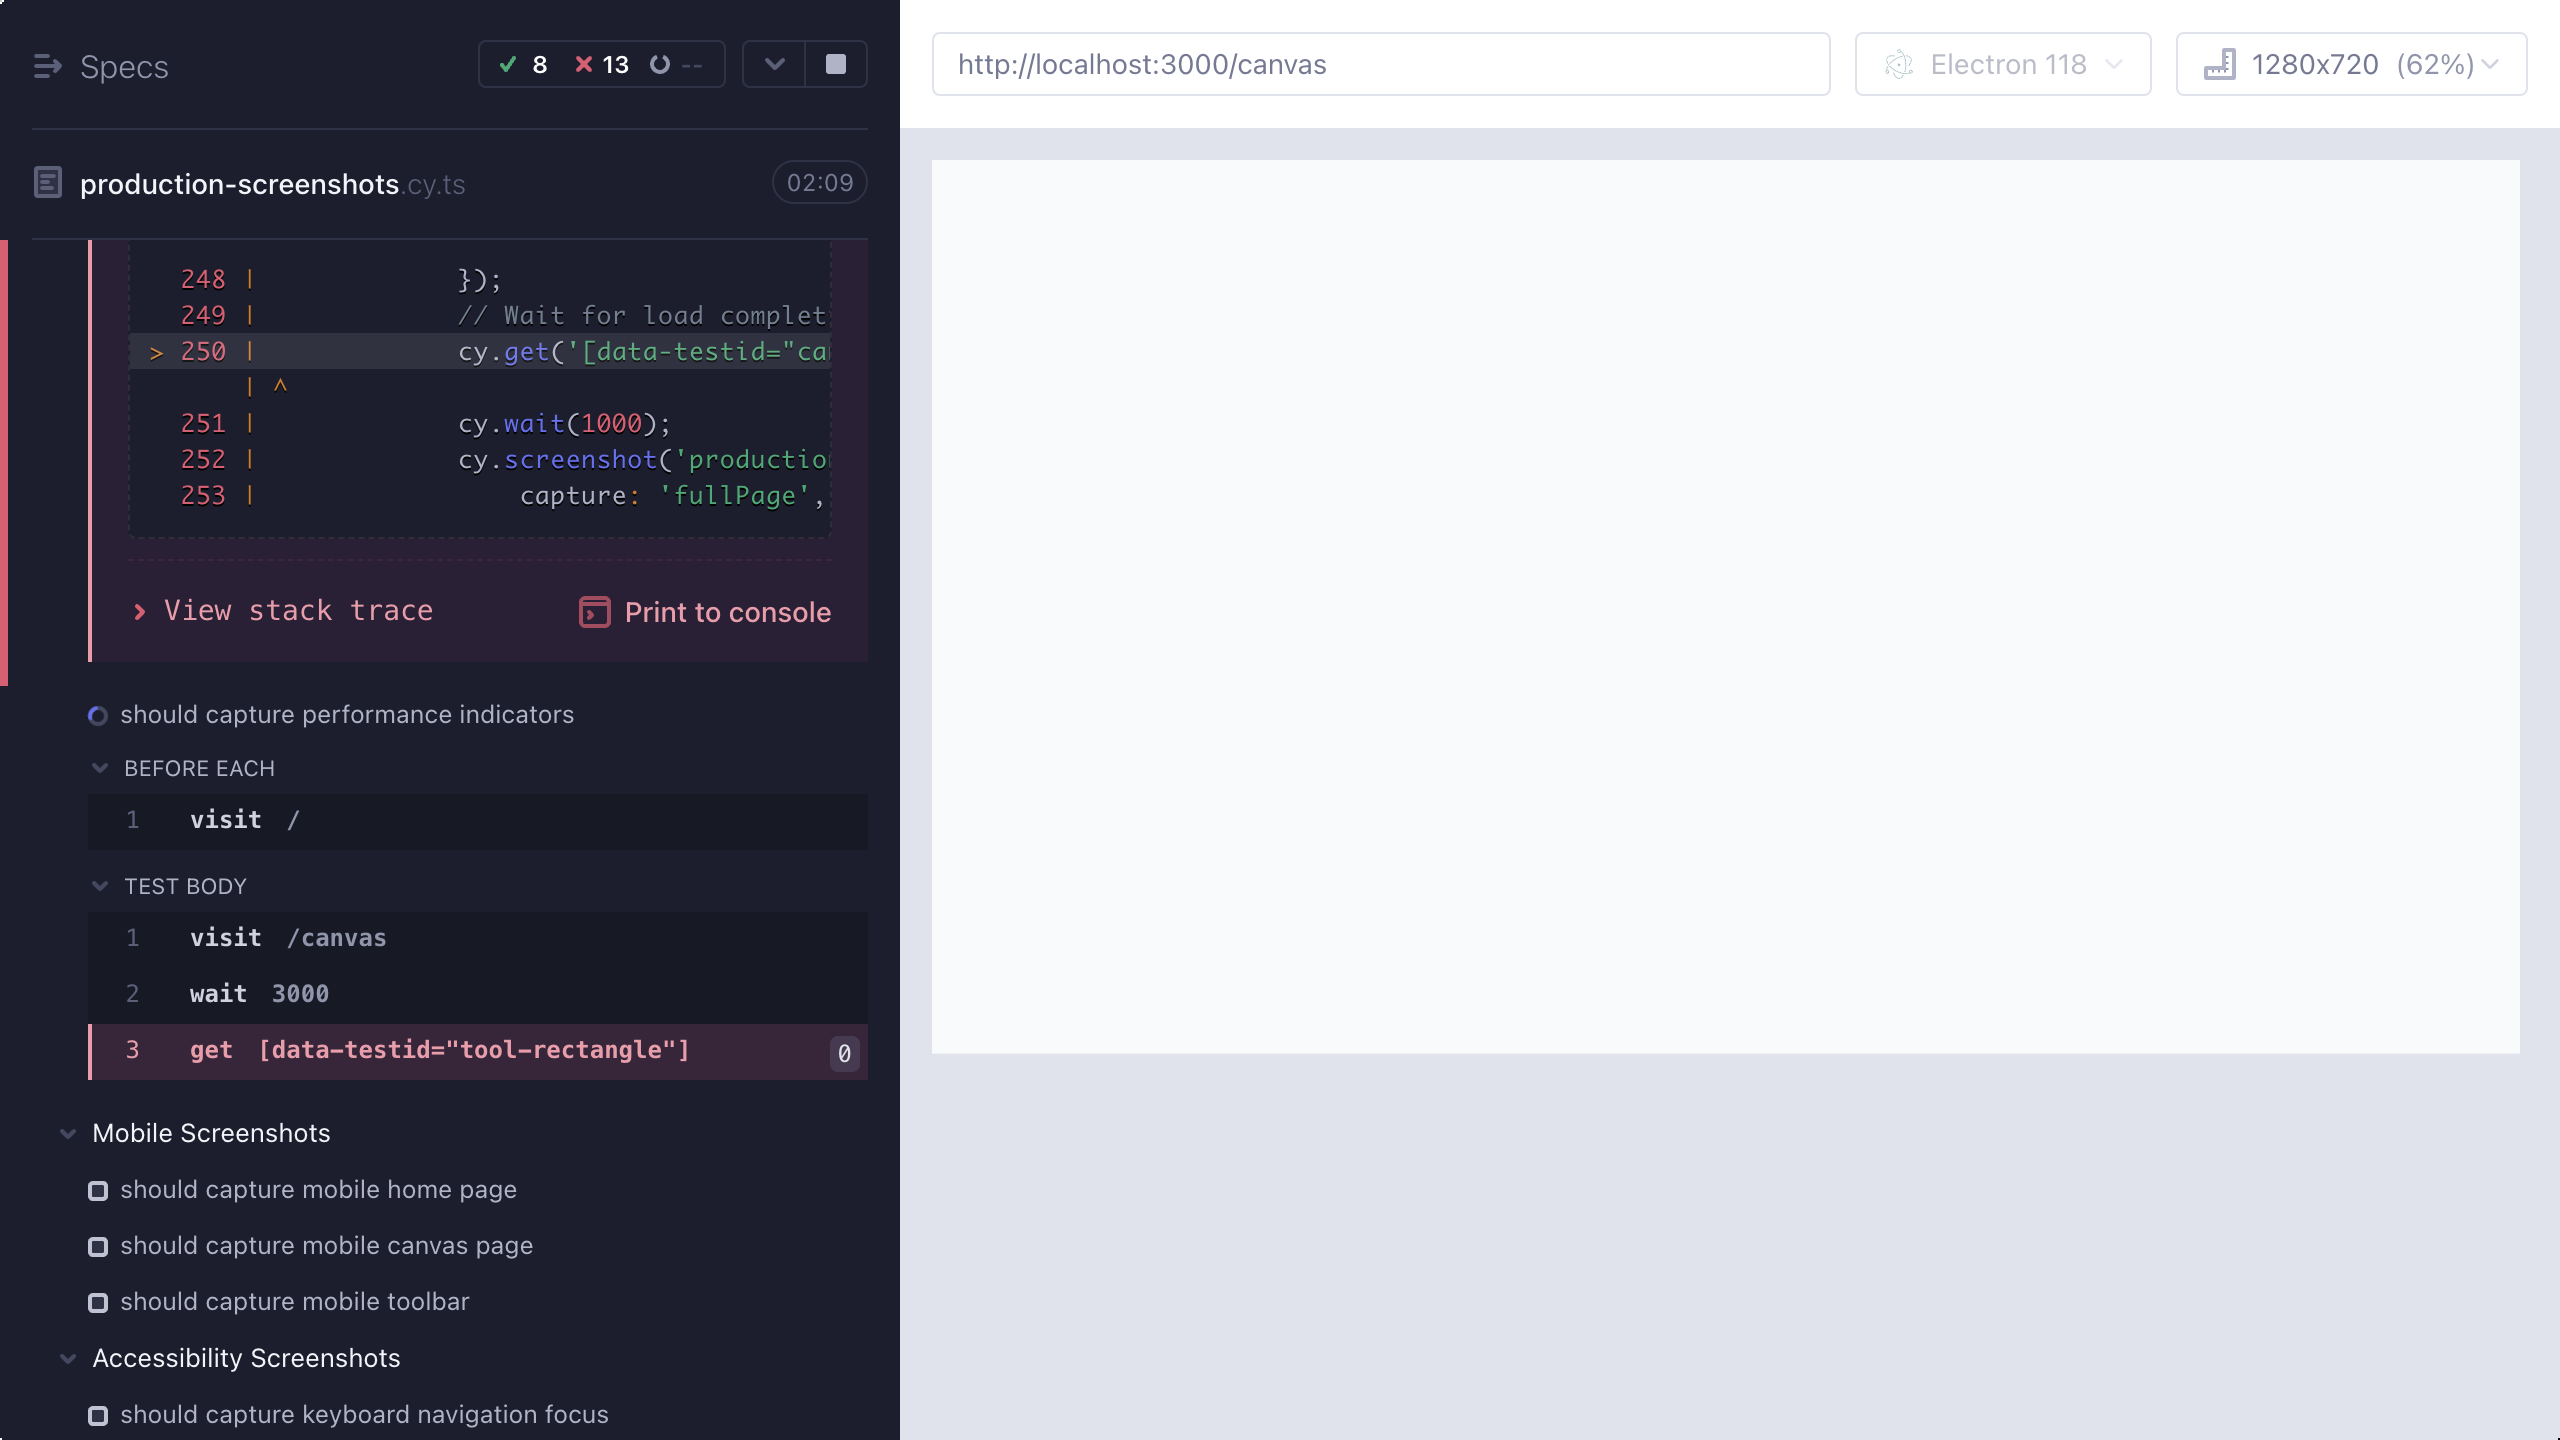 Specs
8 13 --
production-screenshots.cy.ts
02:09
248 | });
249 | // Wait for load complet
> 250 | cy.get('[data-testid="ca
| ^
251 | cy.wait(1000);
252 | cy.screenshot('productio
253 | capture: 'fullPage',
View stack trace
Print to console
should capture performance indicators
BEFORE EACH
1 visit /
TEST BODY
1 visit /canvas
2 wait 3000
3 get [data-testid="tool-rectangle"] 0
Mobile Screenshots
should capture mobile home page
should capture mobile canvas page
should capture mobile toolbar
Accessibility Screenshots
should capture keyboard navigation focus
http://localhost:3000/canvas
Electron 118
1280x720 (62%)